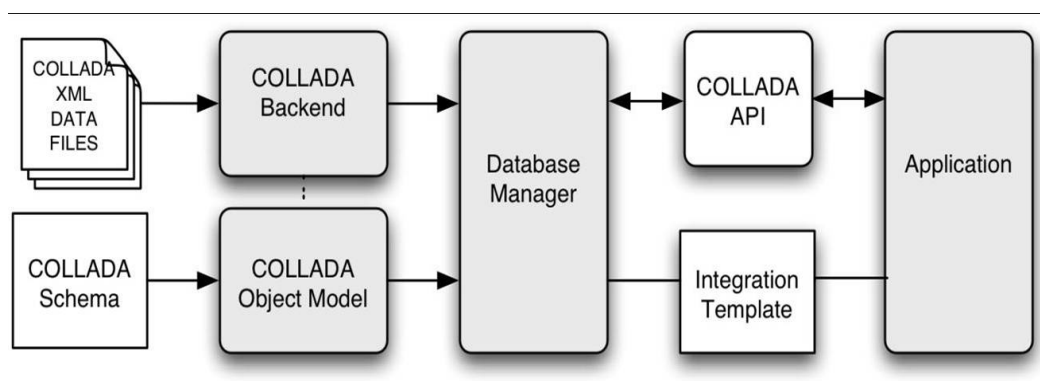 COLLADA
XML
DATA
FILES
COLLADA
Backend
Database
Manager
COLLADA
API
Application
COLLADA
Schema
COLLADA
Object Model
Integration
Template